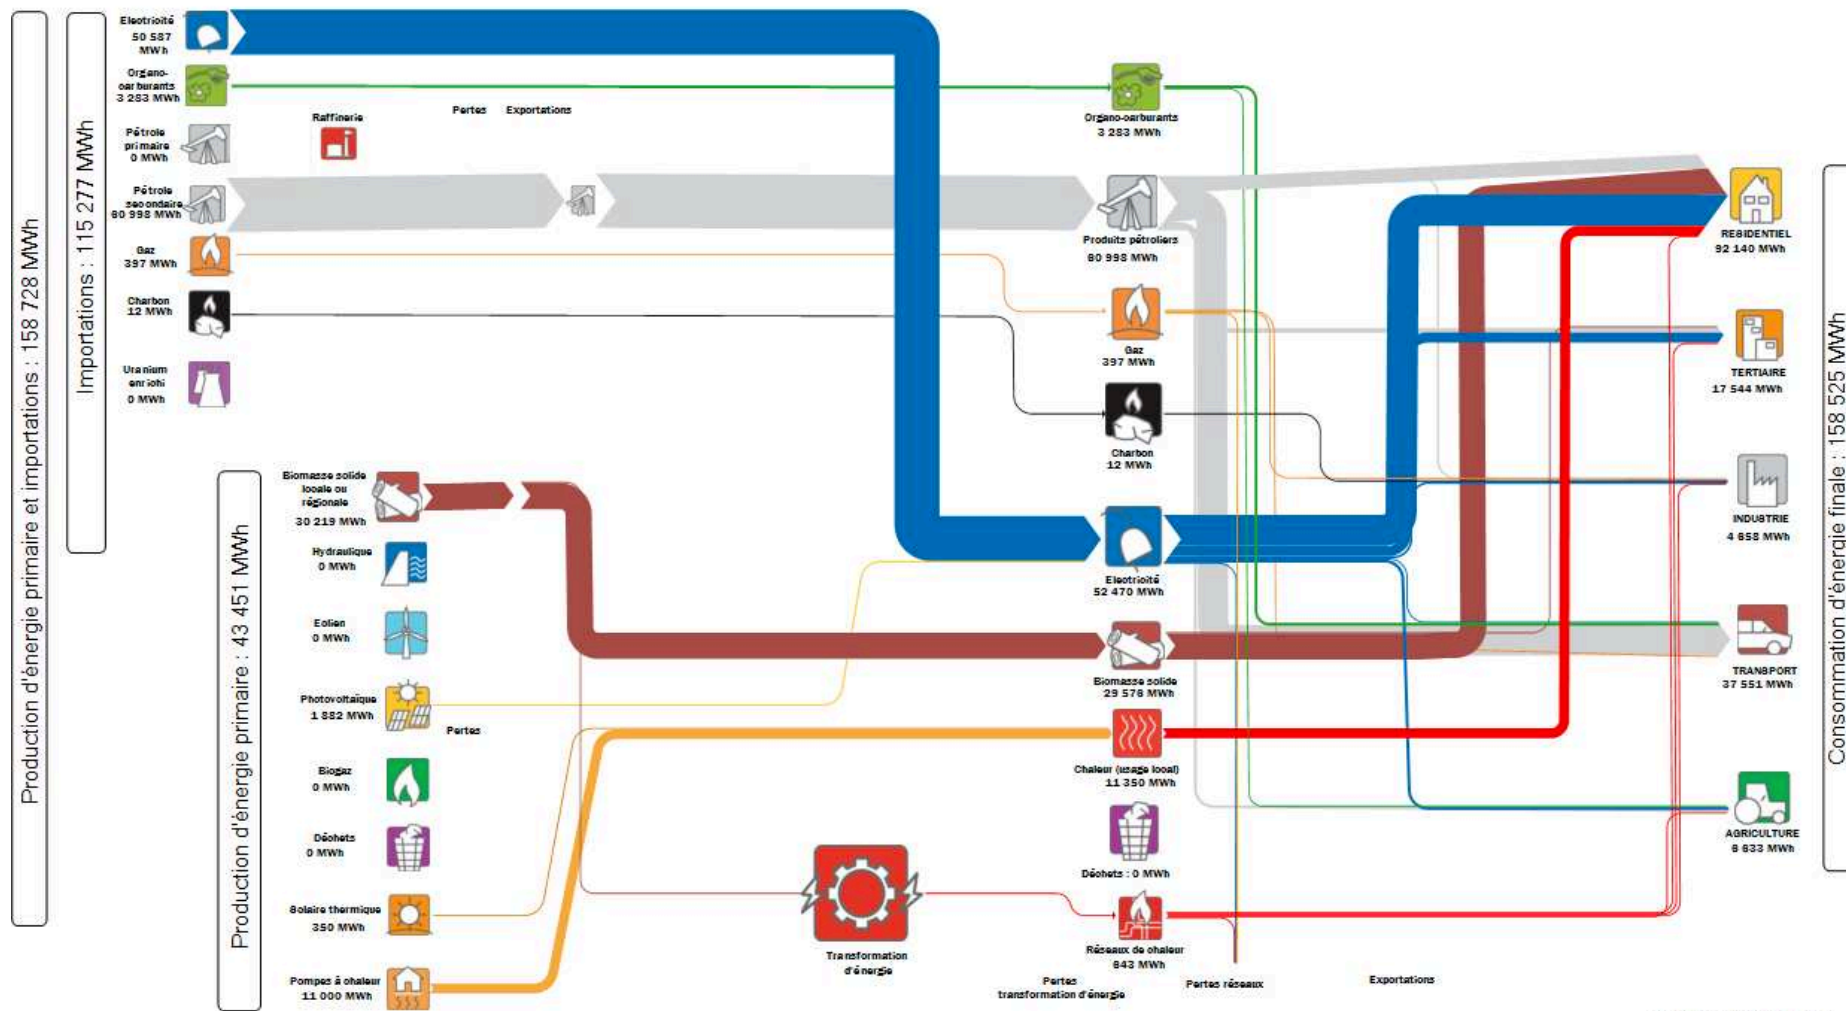 Production d'énergie primaire et importations : 158 728 MWh
Importations : 115 277 MWh
Electricité
50 587
MWh
Organo-
carburants
3 283 MWh
Pétrole
primaire
0 MWh
Pétrole
secondaire
60 998 MWh
Gaz
397 MWh
Charbon
12 MWh
Uranium
enrichi
0 MWh
Raffinerie
Pertes
Exportations
Production d'énergie primaire : 43 451 MWh
Biomasse solide
locale ou
régionale
30 219 MWh
Hydraulique
0 MWh
Eolien
0 MWh
Photovoltaïque
1 882 MWh
Pertes
Biogaz
0 MWh
Déchets
0 MWh
Solaire thermique
350 MWh
Pompes à chaleur
11 000 MWh
Transformation
d'énergie
Organo-carburants
3 283 MWh
Produits pétroliers
60 998 MWh
Gaz
397 MWh
Charbon
12 MWh
Electricité
52 470 MWh
Biomasse solide
29 576 MWh
Chaleur (usage local)
11 350 MWh
Déchets : 0 MWh
Réseaux de chaleur
643 MWh
Pertes
transformation d'énergie
Pertes réseaux
Exportations
RESIDENTIEL
92 140 MWh
TERTIAIRE
17 544 MWh
INDUSTRIE
4 658 MWh
TRANSPORT
37 551 MWh
AGRICULTURE
6 633 MWh
Consommation d'énergie finale : 158 525 MWh